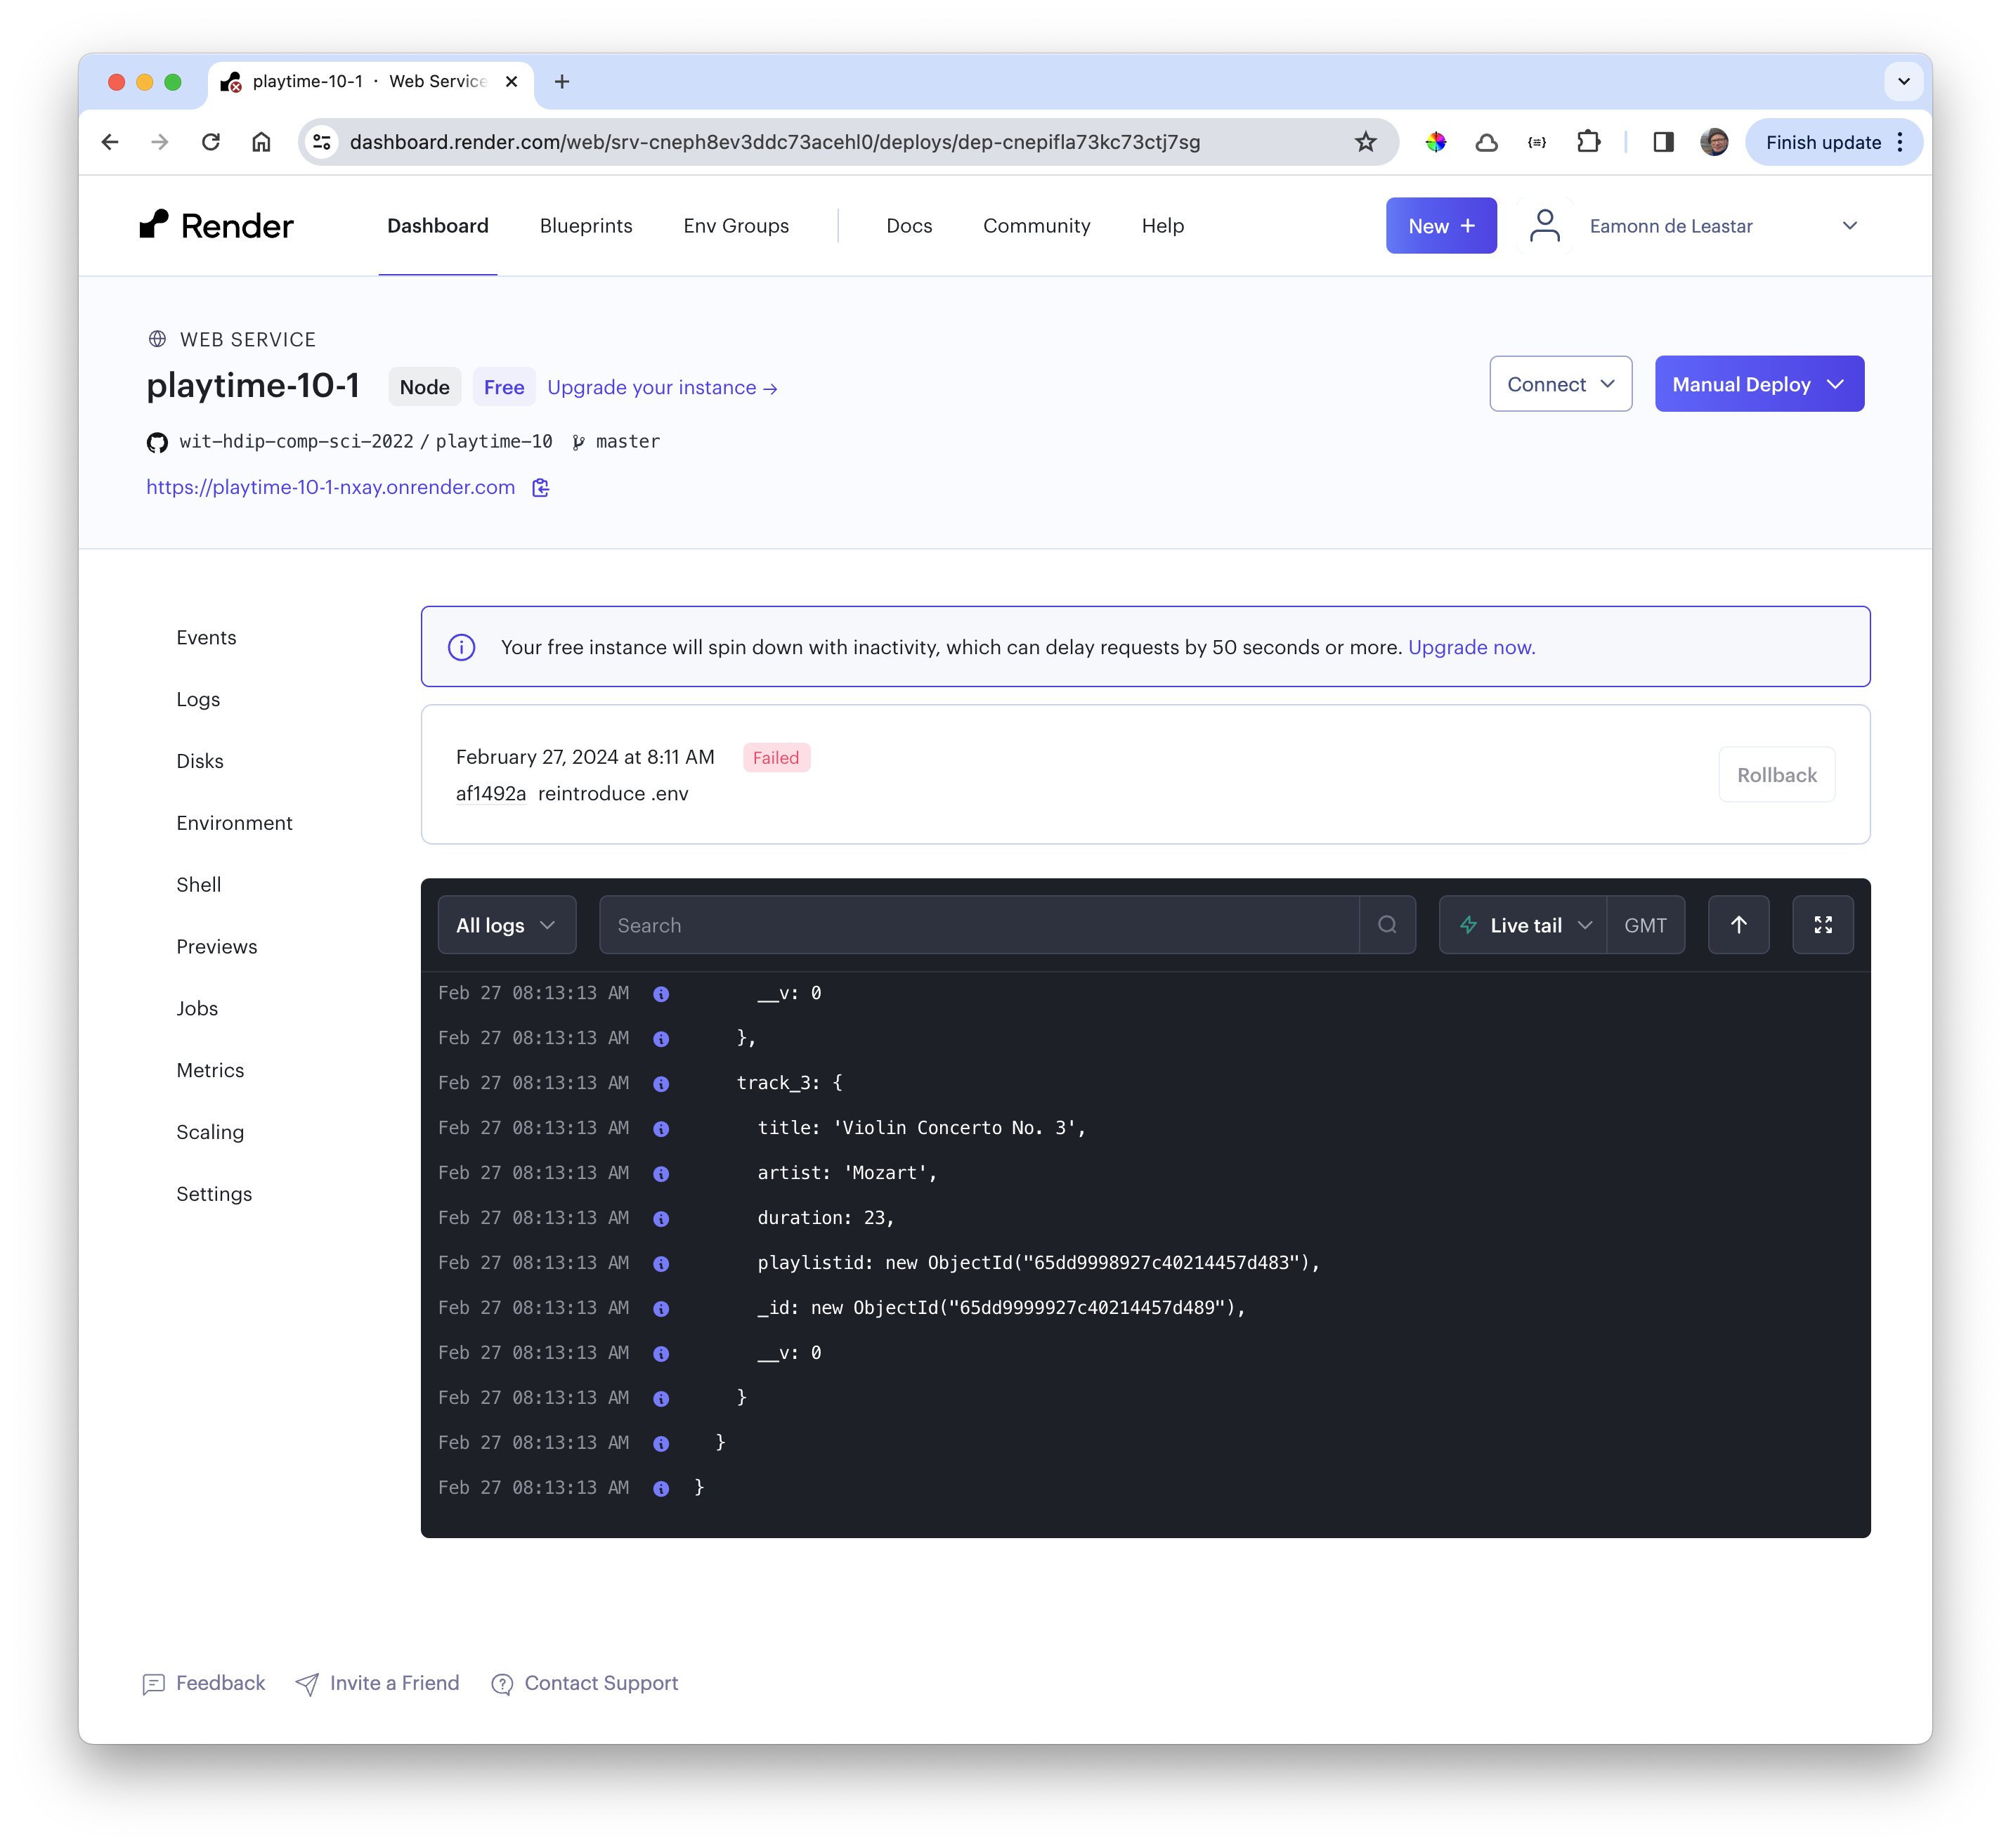 playtime-10-1 · Web Service
dashboard.render.com/web/srv-cneph8ev3ddc73acehl0/deploys/dep-cnepifla73kc73ctj7sg
Finish update
Render
Dashboard
Blueprints
Env Groups
Docs
Community
Help
New +
Eamonn de Leastar
WEB SERVICE
playtime-10-1
Node
Free
Upgrade your instance →
Connect
Manual Deploy
wit-hdip-comp-sci-2022 / playtime-10
master
https://playtime-10-1-nxay.onrender.com
Events
Logs
Disks
Environment
Shell
Previews
Jobs
Metrics
Scaling
Settings
Your free instance will spin down with inactivity, which can delay requests by 50 seconds or more. Upgrade now.
February 27, 2024 at 8:11 AM
Failed
af1492a reintroduce .env
Rollback
All logs
Search
Live tail
GMT
Feb 27 08:13:13 AM __v: 0
Feb 27 08:13:13 AM },
Feb 27 08:13:13 AM track_3: {
Feb 27 08:13:13 AM title: 'Violin Concerto No. 3',
Feb 27 08:13:13 AM artist: 'Mozart',
Feb 27 08:13:13 AM duration: 23,
Feb 27 08:13:13 AM playlistid: new ObjectId("65dd9998927c40214457d483"),
Feb 27 08:13:13 AM _id: new ObjectId("65dd9999927c40214457d489"),
Feb 27 08:13:13 AM __v: 0
Feb 27 08:13:13 AM }
Feb 27 08:13:13 AM }
Feb 27 08:13:13 AM }
Feedback
Invite a Friend
Contact Support